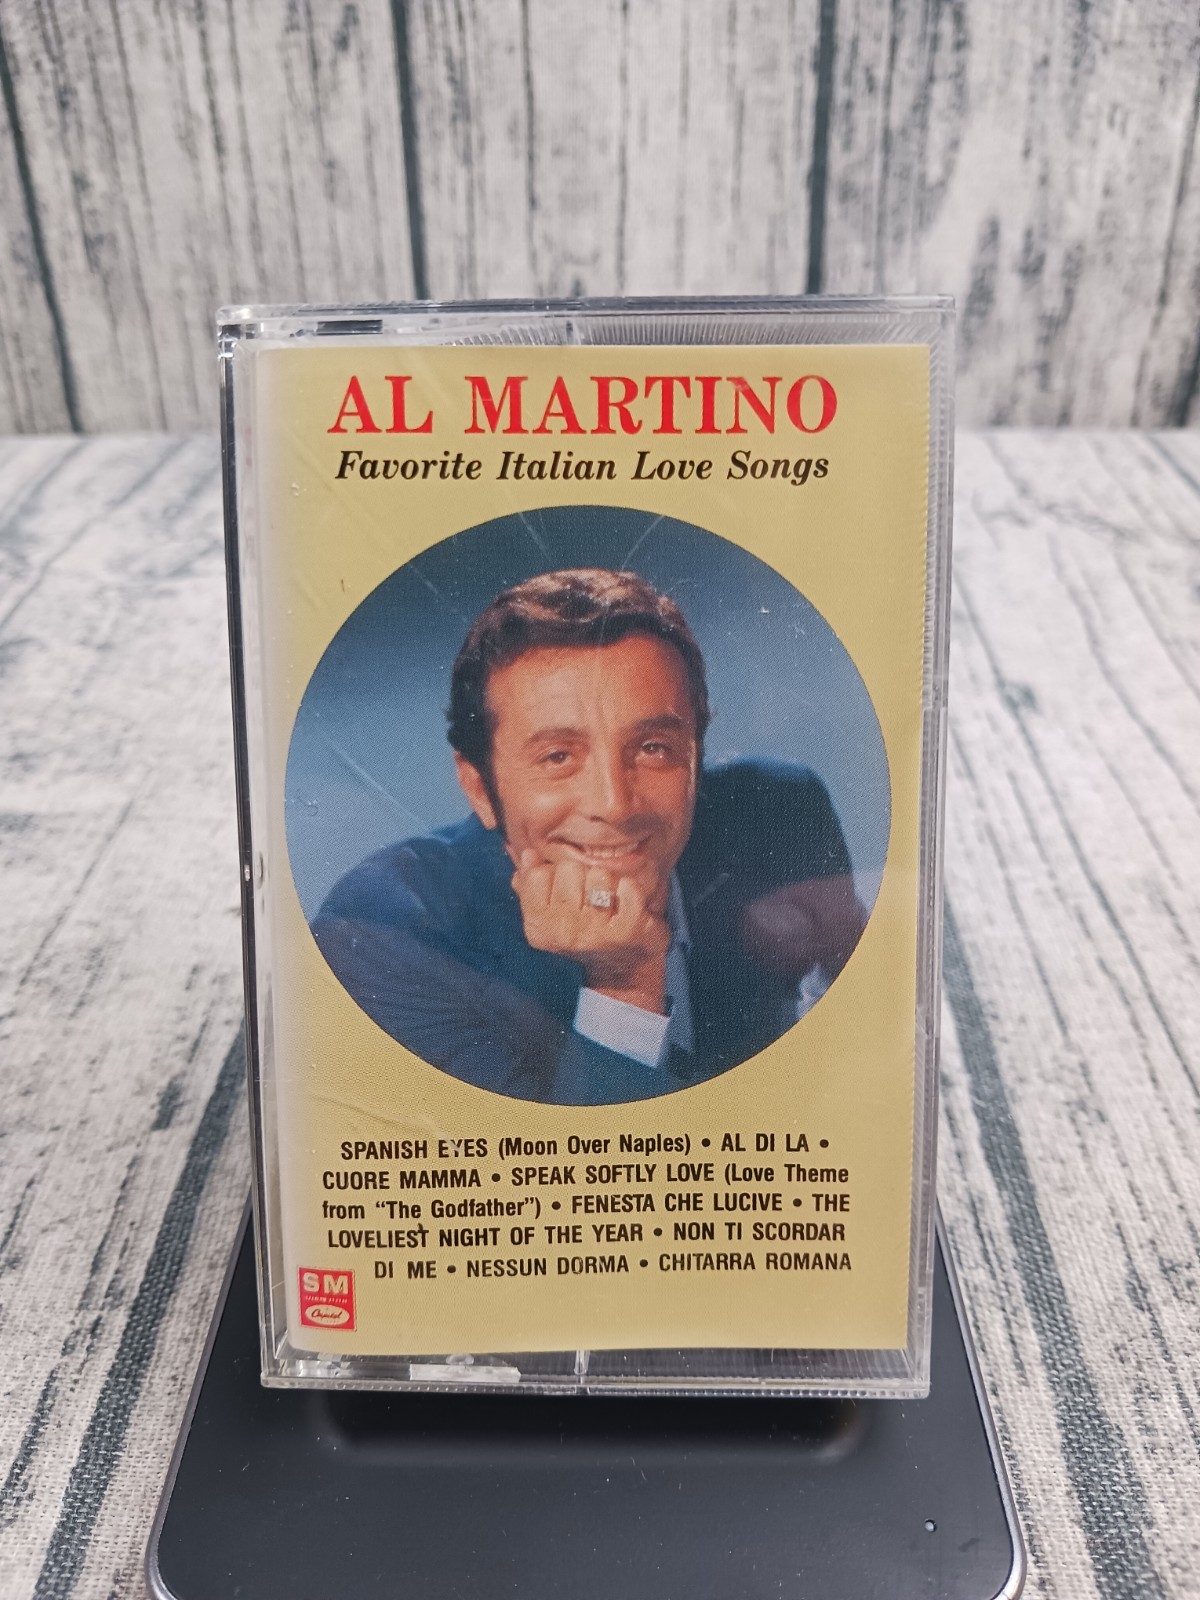 AL MARTINO
Favorite Italian Love Songs
SPANISH EYES (Moon Over Naples) • AL DI LA •
CUORE MAMMA • SPEAK SOFTLY LOVE (Love Theme
from "The Godfather") • FENESTA CHE LUCIVE • THE
LOVELIEST NIGHT OF THE YEAR • NON TI SCORDAR
DI ME • NESSUN DORMA • CHITARRA ROMANA
SM
Capitol